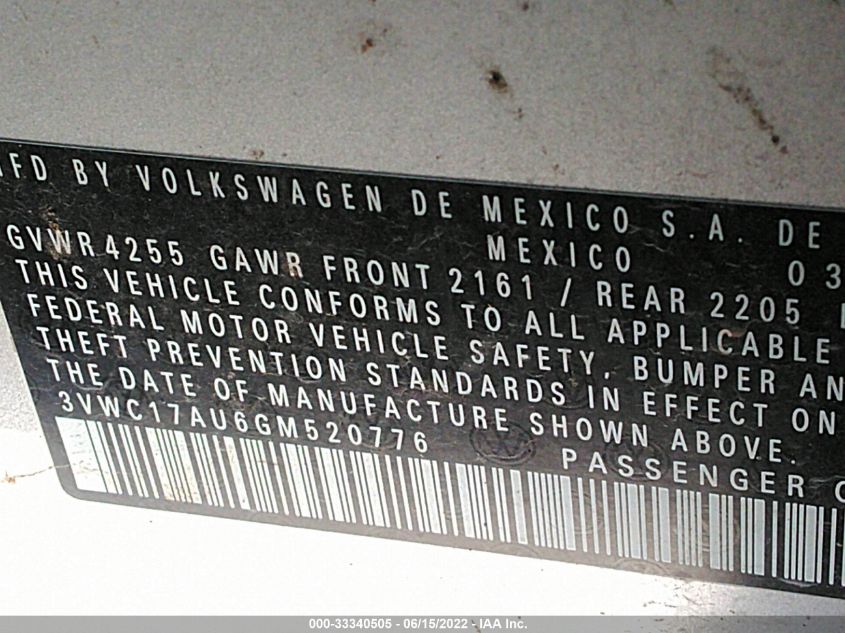 MFD BY VOLKSWAGEN DE MEXICO S.A. DE
MEXICO 03
GVWR 4255 GAWR FRONT 2161 / REAR 2205
THIS VEHICLE CONFORMS TO ALL APPLICABLE
FEDERAL MOTOR VEHICLE SAFETY, BUMPER AN
THEFT PREVENTION STANDARDS IN EFFECT ON
THE DATE OF MANUFACTURE SHOWN ABOVE.
3VWC17AU6GM520776
PASSENGER C
000-33340505 - 06/15/2022 - IAA Inc.